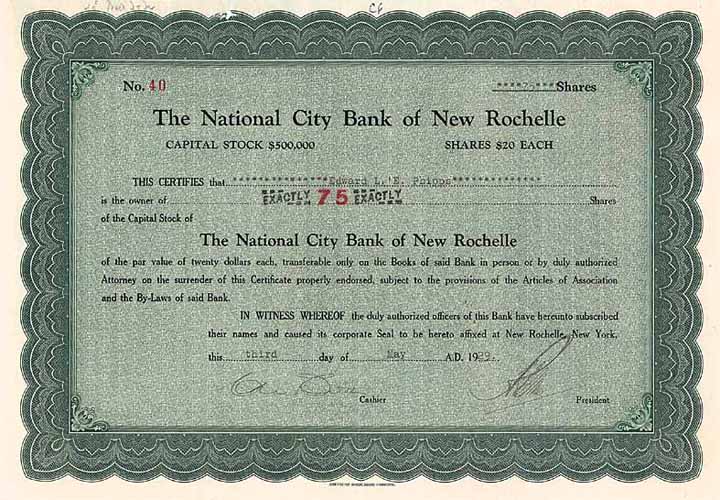 CF
No. 40 ****75****Shares
The National City Bank of New Rochelle
CAPITAL STOCK $500,000 SHARES $20 EACH
THIS CERTIFIES that ****************Edward L.'E. Phipps***************
is the owner of EXACTLY 75 EXACTLY Shares
of the Capital Stock of
The National City Bank of New Rochelle
of the par value of twenty dollars each, transferable only on the Books of said Bank in person or by duly authorized
Attorney on the surrender of this Certificate properly endorsed, subject to the provisions of the Articles of Association
and the By-Laws of said Bank.
IN WITNESS WHEREOF the duly authorized officers of this Bank have hereunto subscribed
their names and caused its corporate Seal to be hereto affixed at New Rochelle, New York,
this third day of May A.D. 1929.
Cashier President